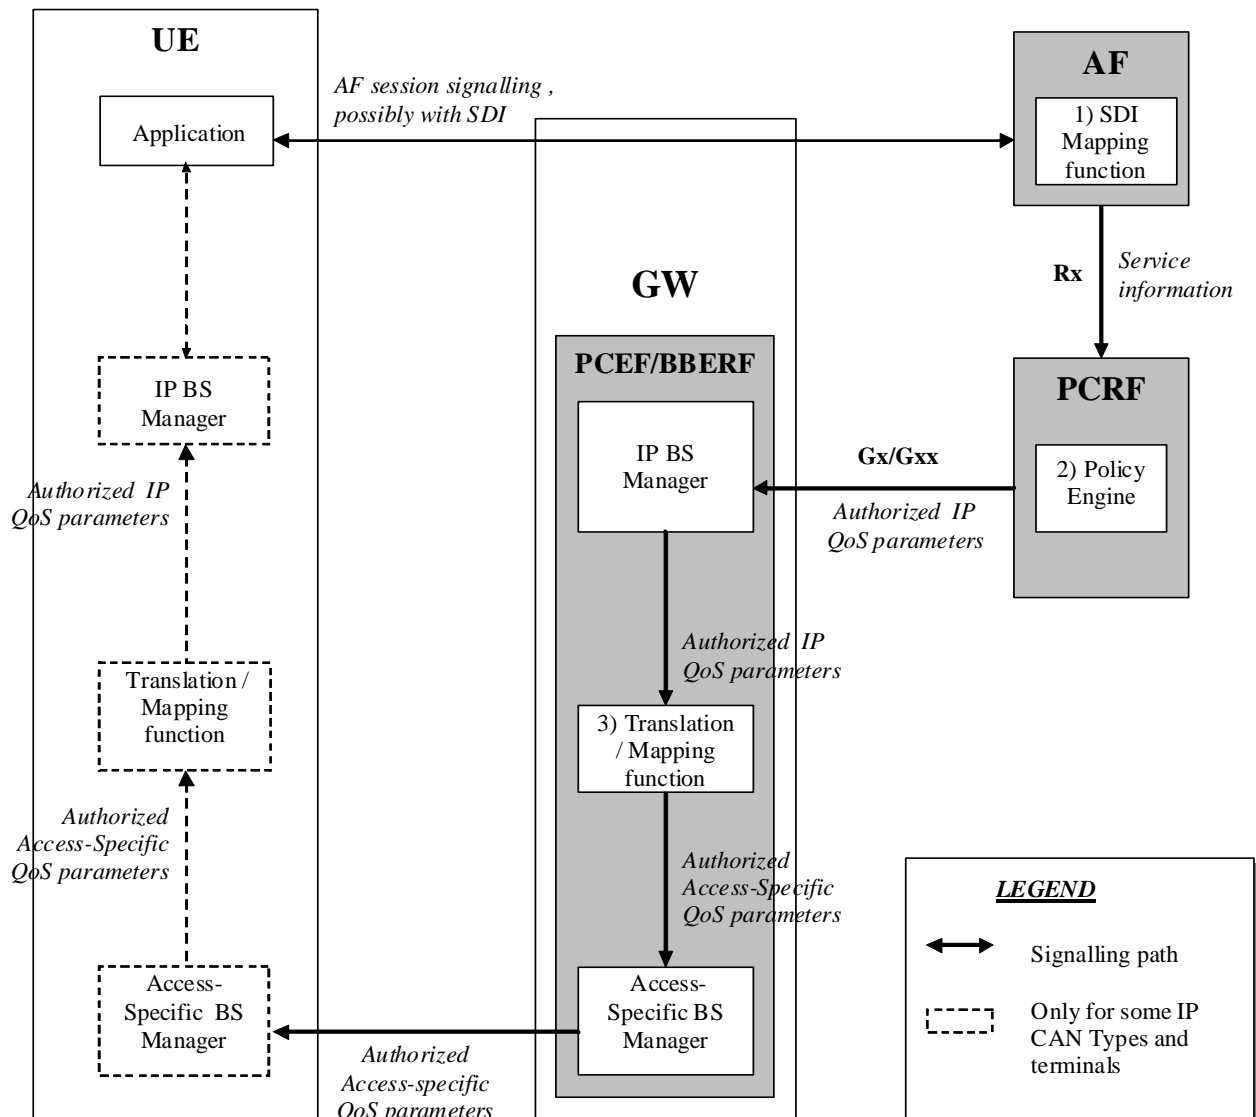 UE
AF session signalling ,
possibly with SDI
Application
AF
1) SDI
Mapping
function
Rx
Service
information
GW
PCEF/BBERF
PCRF
IP BS
Manager
IP BS
Manager
Gx/Gxx
2) Policy
Engine
Authorized IP
QoS parameters
Authorized IP
QoS parameters
Authorized IP
QoS parameters
Translation /
Mapping
function
3) Translation
/ Mapping
function
Authorized
Access-Specific
QoS parameters
Authorized
Access-Specific
QoS parameters
LEGEND
Signalling path
Only for some IP
CAN Types and
terminals
Access-
Specific BS
Manager
Access-
Specific BS
Manager
Authorized
Access-specific
QoS parameters